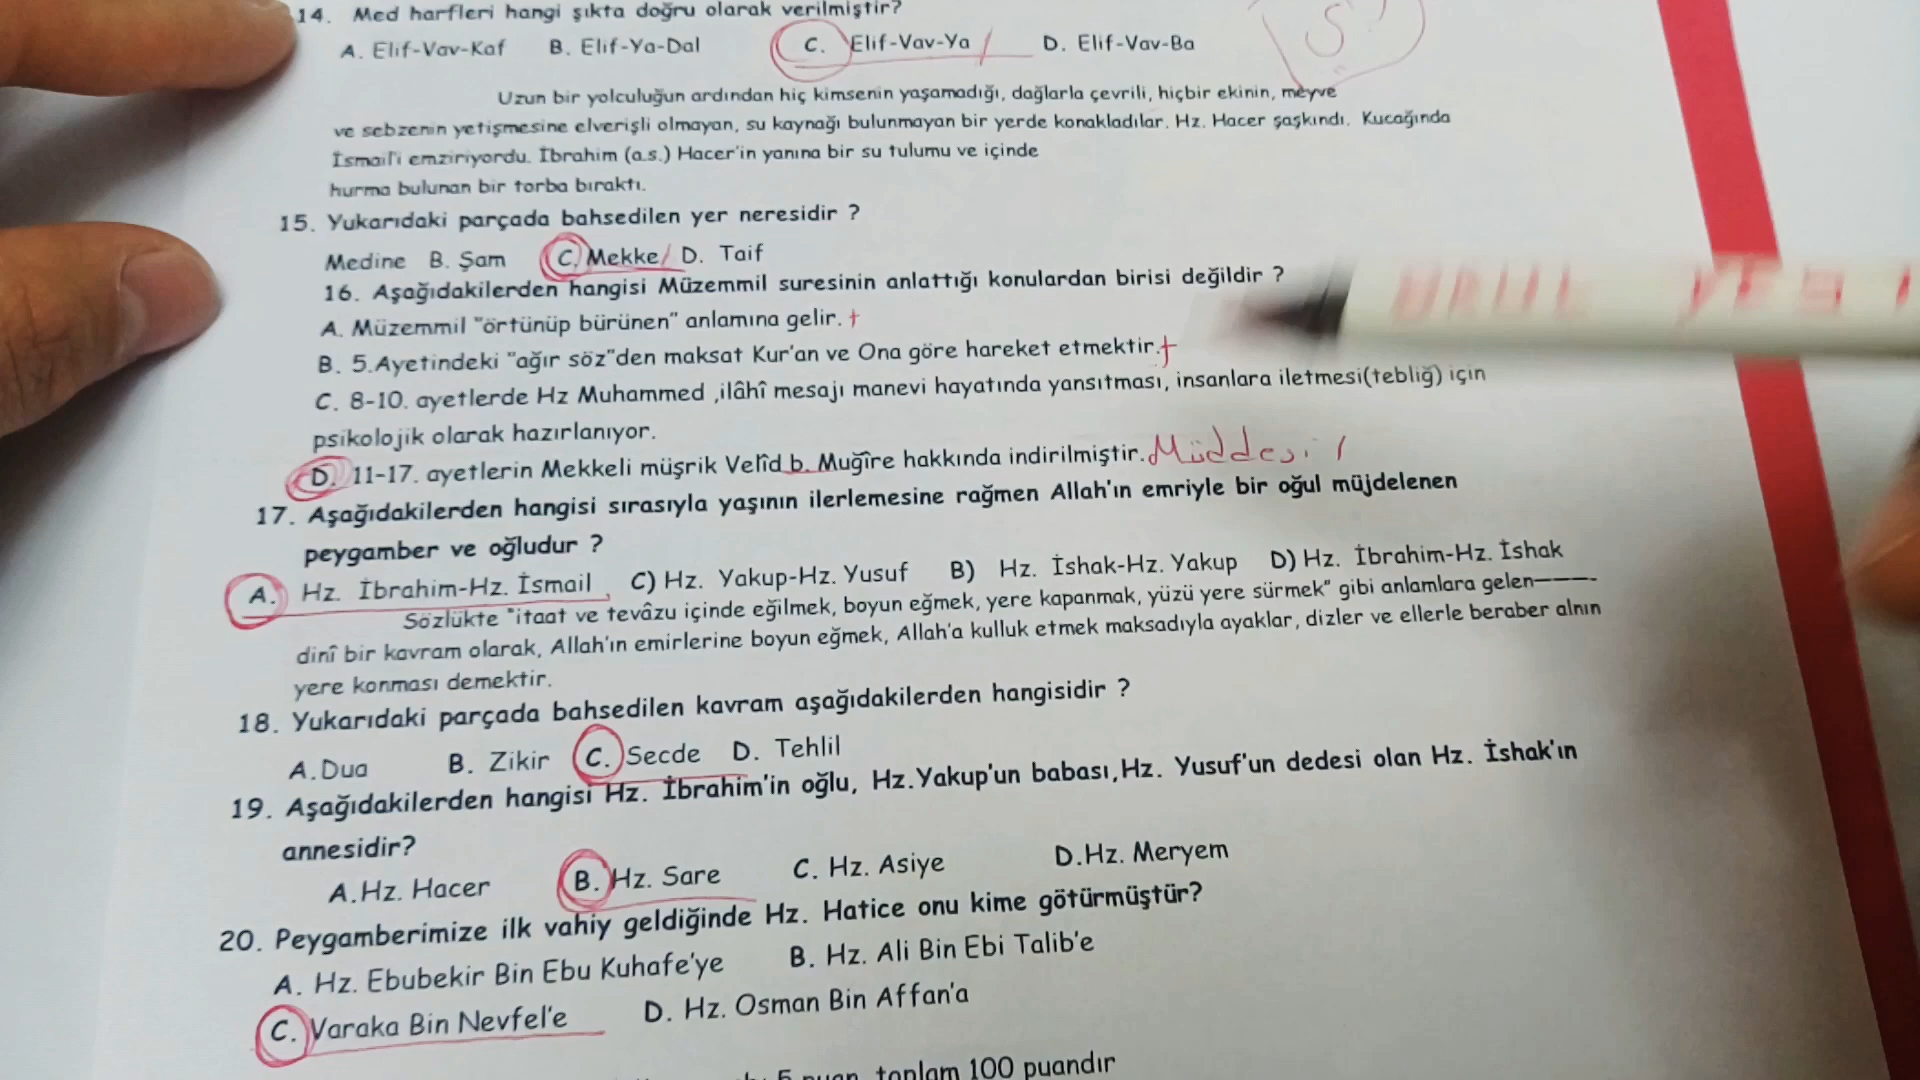 14. Med harfleri hangi şıkta doğru olarak verilmiştir?
A. Elif-Vav-Kaf B. Elif-Ya-Dal C. Elif-Vav-Ya D. Elif-Vav-Ba
Uzun bir yolculuğun ardından hiç kimsenin yaşamadığı, dağlarla çevrili, hiçbir ekinin, meyve
ve sebzenin yetişmesine elverişli olmayan, su kaynağı bulunmayan bir yerde konakladılar. Hz. Hacer şaşkındı. Kucağında
İsmail'i emziriyordu. İbrahim (a.s.) Hacer'in yanına bir su tulumu ve içinde
hurma bulunan bir torba bıraktı.
15. Yukarıdaki parçada bahsedilen yer neresidir ?
Medine B. Şam C. Mekke D. Taif
16. Aşağıdakilerden hangisi Müzemmil suresinin anlattığı konulardan birisi değildir ?
A. Müzemmil "örtünüp bürünen" anlamına gelir. +
B. 5.Ayetindeki "ağır söz"den maksat Kur'an ve Ona göre hareket etmektir. +
C. 8-10. ayetlerde Hz Muhammed ,ilâhî mesajı manevi hayatında yansıtması, insanlara iletmesi(tebliğ) için
psikolojik olarak hazırlanıyor.
D. 11-17. ayetlerin Mekkeli müşrik Velîd b. Muğîre hakkında indirilmiştir.
17. Aşağıdakilerden hangisi sırasıyla yaşının ilerlemesine rağmen Allah'ın emriyle bir oğul müjdelenen
peygamber ve oğludur ?
A. Hz. İbrahim-Hz. İsmail C) Hz. Yakup-Hz. Yusuf B) Hz. İshak-Hz. Yakup D) Hz. İbrahim-Hz. İshak
Sözlükte "itaat ve tevâzu içinde eğilmek, boyun eğmek, yere kapanmak, yüzü yere sürmek" gibi anlamlara gelen----
dinî bir kavram olarak, Allah'ın emirlerine boyun eğmek, Allah'a kulluk etmek maksadıyla ayaklar, dizler ve ellerle beraber alnın
yere konması demektir.
18. Yukarıdaki parçada bahsedilen kavram aşağıdakilerden hangisidir ?
A.Dua B. Zikir C. Secde D. Tehlil
19. Aşağıdakilerden hangisi Hz. İbrahim'in oğlu, Hz.Yakup'un babası,Hz. Yusuf'un dedesi olan Hz. İshak'ın
annesidir?
A.Hz. Hacer B. Hz. Sare C. Hz. Asiye D.Hz. Meryem
20. Peygamberimize ilk vahiy geldiğinde Hz. Hatice onu kime götürmüştür?
A. Hz. Ebubekir Bin Ebu Kuhafe'ye B. Hz. Ali Bin Ebi Talib'e
C. Varaka Bin Nevfel'e D. Hz. Osman Bin Affan'a
5 puan toplam 100 puandır